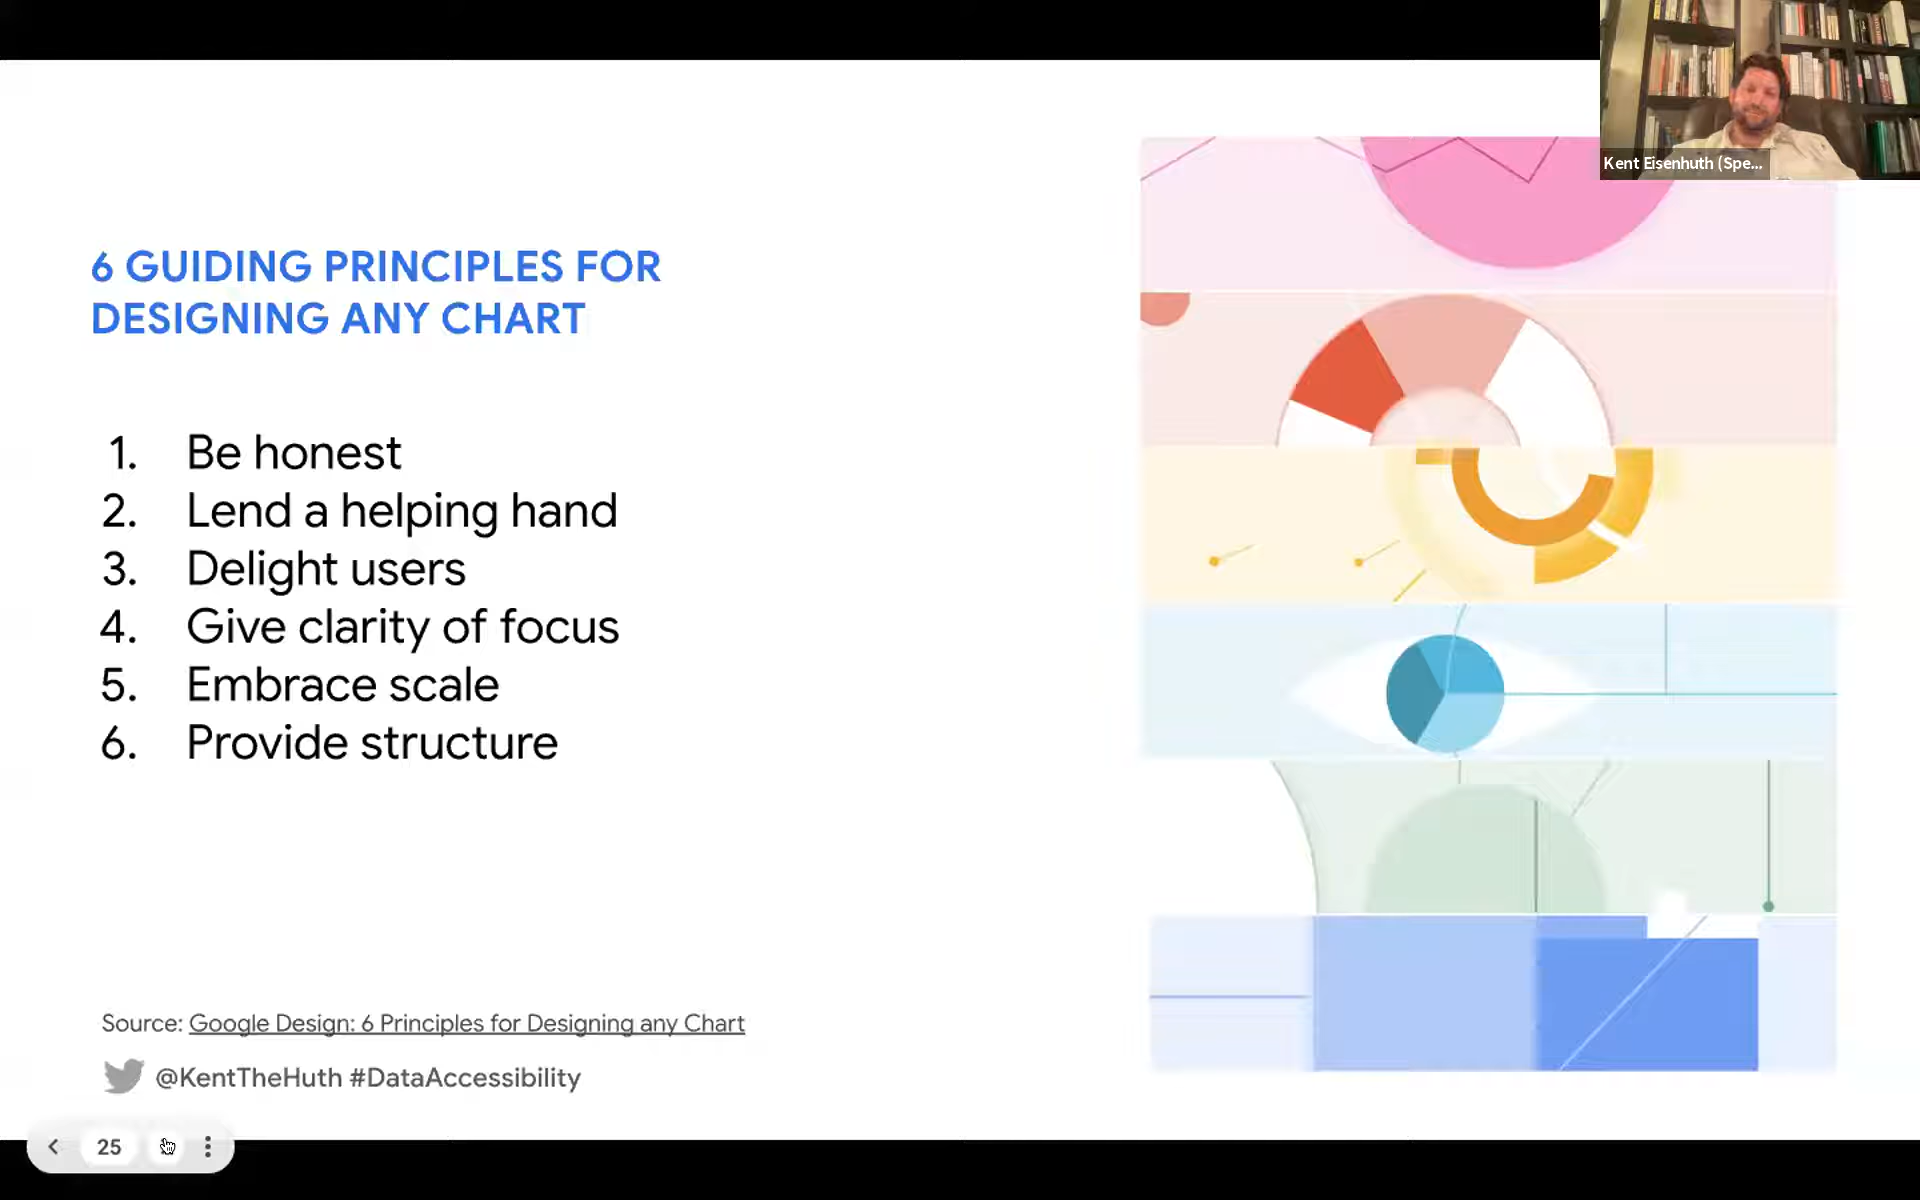 Kent Eisenhuth (Spe...
6 GUIDING PRINCIPLES FOR
DESIGNING ANY CHART
1. Be honest
2. Lend a helping hand
3. Delight users
4. Give clarity of focus
5. Embrace scale
6. Provide structure
Source: Google Design: 6 Principles for Designing any Chart
@KentTheHuth #DataAccessibility
25